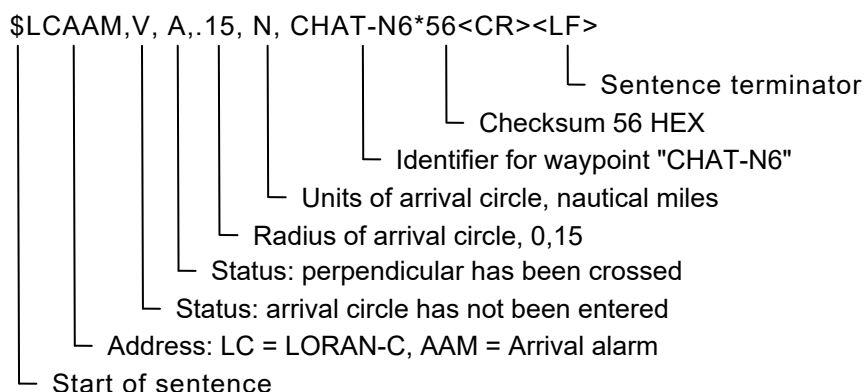 $LCAAM,V, A,.15, N, CHAT-N6*56<CR><LF>
Sentence terminator
Checksum 56 HEX
Identifier for waypoint "CHAT-N6"
Units of arrival circle, nautical miles
Radius of arrival circle, 0,15
Status: perpendicular has been crossed
Status: arrival circle has not been entered
Address: LC = LORAN-C, AAM = Arrival alarm
Start of sentence